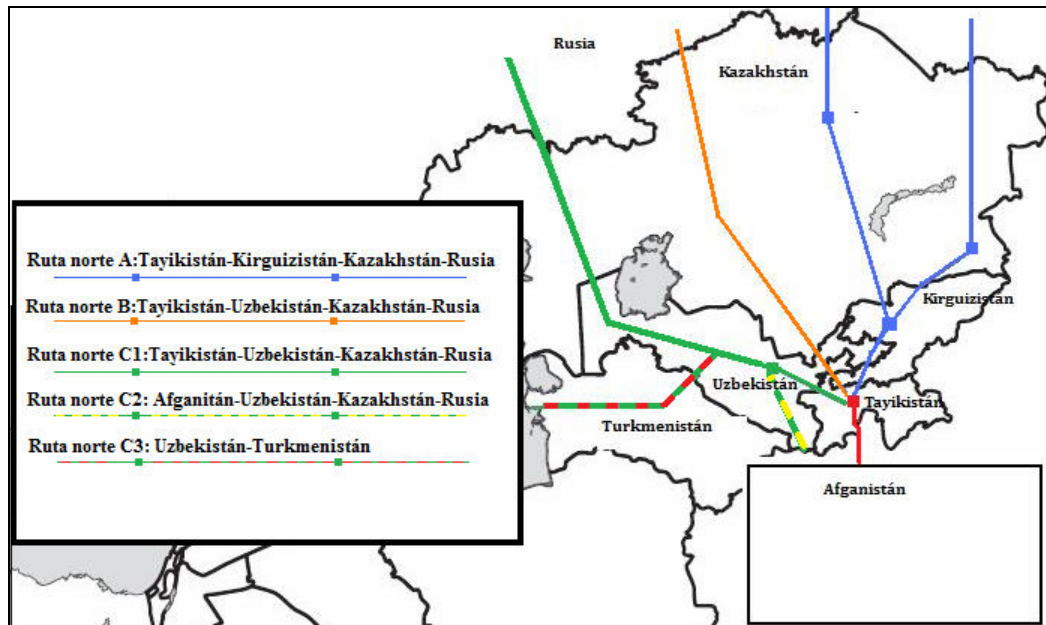 Rusia
Kazakhstán
Ruta norte A:Tayikistán-Kirguizistán-Kazakhstán-Rusia
Ruta norte B:Tayikistán-Uzbekistán-Kazakhstán-Rusia
Ruta norte C1:Tayikistán-Uzbekistán-Kazakhstán-Rusia
Ruta norte C2: Afganitán-Uzbekistán-Kazakhstán-Rusia
Ruta norte C3: Uzbekistán-Turkmenistán
Kirguizistán
Uzbekistán
Tayikistán
Turkmenistán
Afganistán